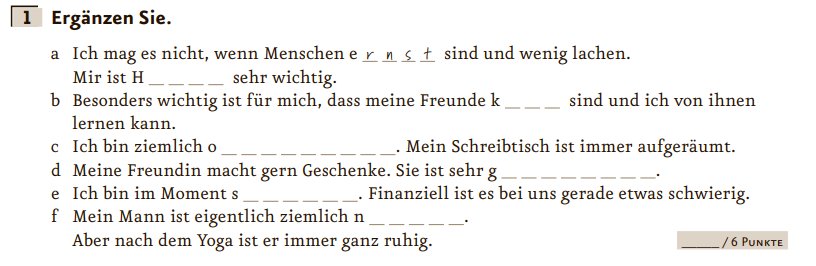 1 Ergänzen Sie.
a Ich mag es nicht, wenn Menschen e r n s t sind und wenig lachen.
Mir ist H _ _ _ _ sehr wichtig.
b Besonders wichtig ist für mich, dass meine Freunde k _ _ _ sind und ich von ihnen
lernen kann.
c Ich bin ziemlich o _ _ _ _ _ _ _ _ _. Mein Schreibtisch ist immer aufgeräumt.
d Meine Freundin macht gern Geschenke. Sie ist sehr g _ _ _ _ _ _ _ _.
e Ich bin im Moment s _ _ _ _ _ _. Finanziell ist es bei uns gerade etwas schwierig.
f Mein Mann ist eigentlich ziemlich n _ _ _ _ _.
Aber nach dem Yoga ist er immer ganz ruhig.
_____ / 6 PUNKTE